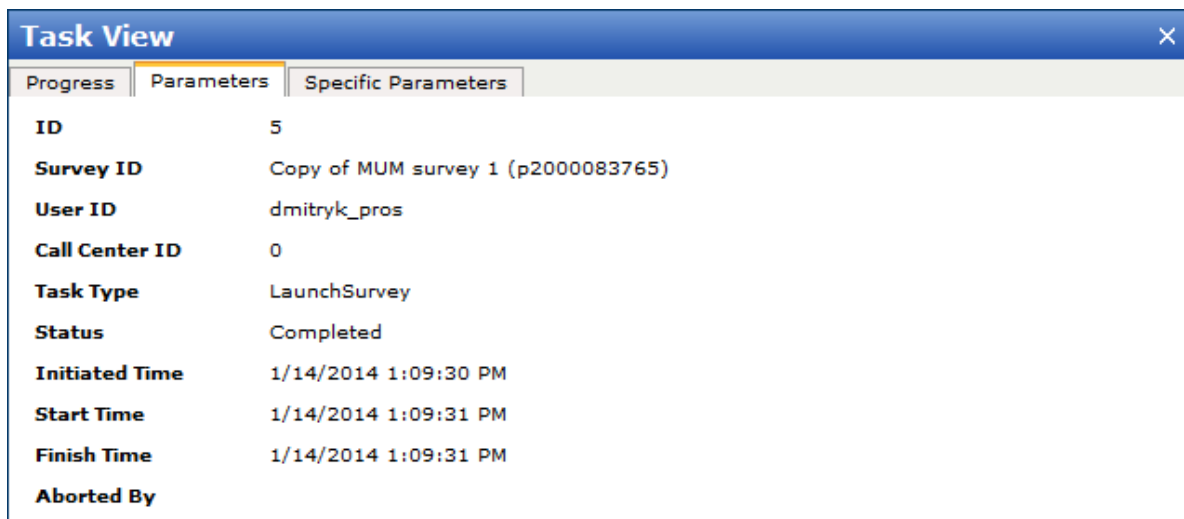 Task View
Progress Parameters Specific Parameters
ID 5
Survey ID Copy of MUM survey 1 (p2000083765)
User ID dmitryk_pros
Call Center ID 0
Task Type LaunchSurvey
Status Completed
Initiated Time 1/14/2014 1:09:30 PM
Start Time 1/14/2014 1:09:31 PM
Finish Time 1/14/2014 1:09:31 PM
Aborted By